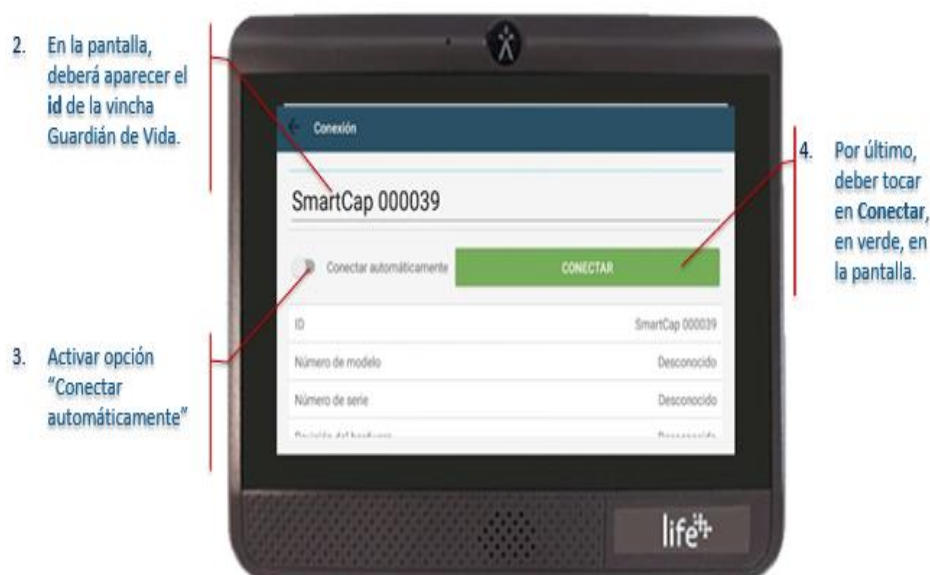 2. En la pantalla,
deberá aparecer el
id de la vincha
Guardián de Vida.
3. Activar opción
“Conectar
automáticamente”
Conexión
SmartCap 000039
Conectar automáticamente
CONECTAR
ID SmartCap 000039
Número de modelo Desconocido
Número de serie Desconocido
life
4. Por último,
deber tocar
en Conectar,
en verde, en
la pantalla.